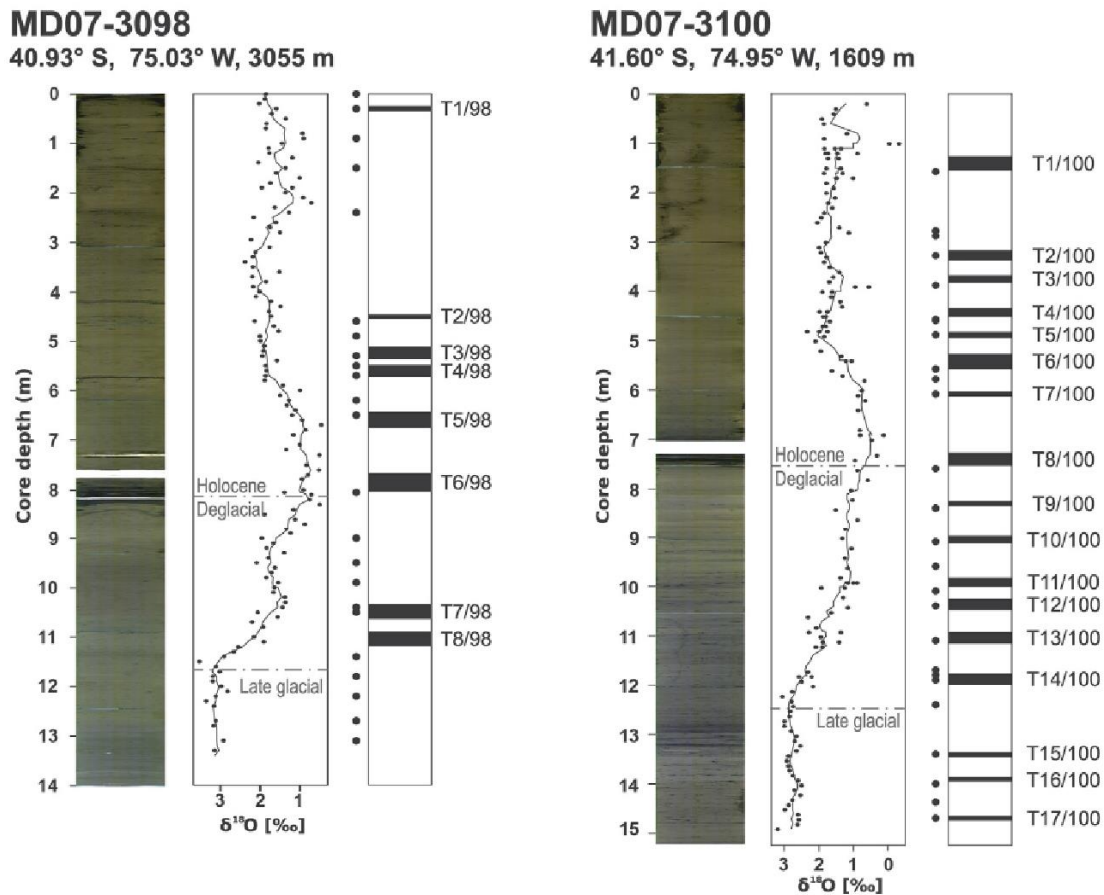 MD07-3098
40.93° S, 75.03° W, 3055 m
Core depth (m)
0
1
2
3
4
5
6
7
8
9
10
11
12
13
14
Holocene
Deglacial
Late glacial
3 2 1
δ¹⁸O [‰]
T1/98
T2/98
T3/98
T4/98
T5/98
T6/98
T7/98
T8/98
MD07-3100
41.60° S, 74.95° W, 1609 m
Core depth (m)
0
1
2
3
4
5
6
7
8
9
10
11
12
13
14
15
Holocene
Deglacial
Late glacial
3 2 1 0
δ¹⁸O [‰]
T1/100
T2/100
T3/100
T4/100
T5/100
T6/100
T7/100
T8/100
T9/100
T10/100
T11/100
T12/100
T13/100
T14/100
T15/100
T16/100
T17/100